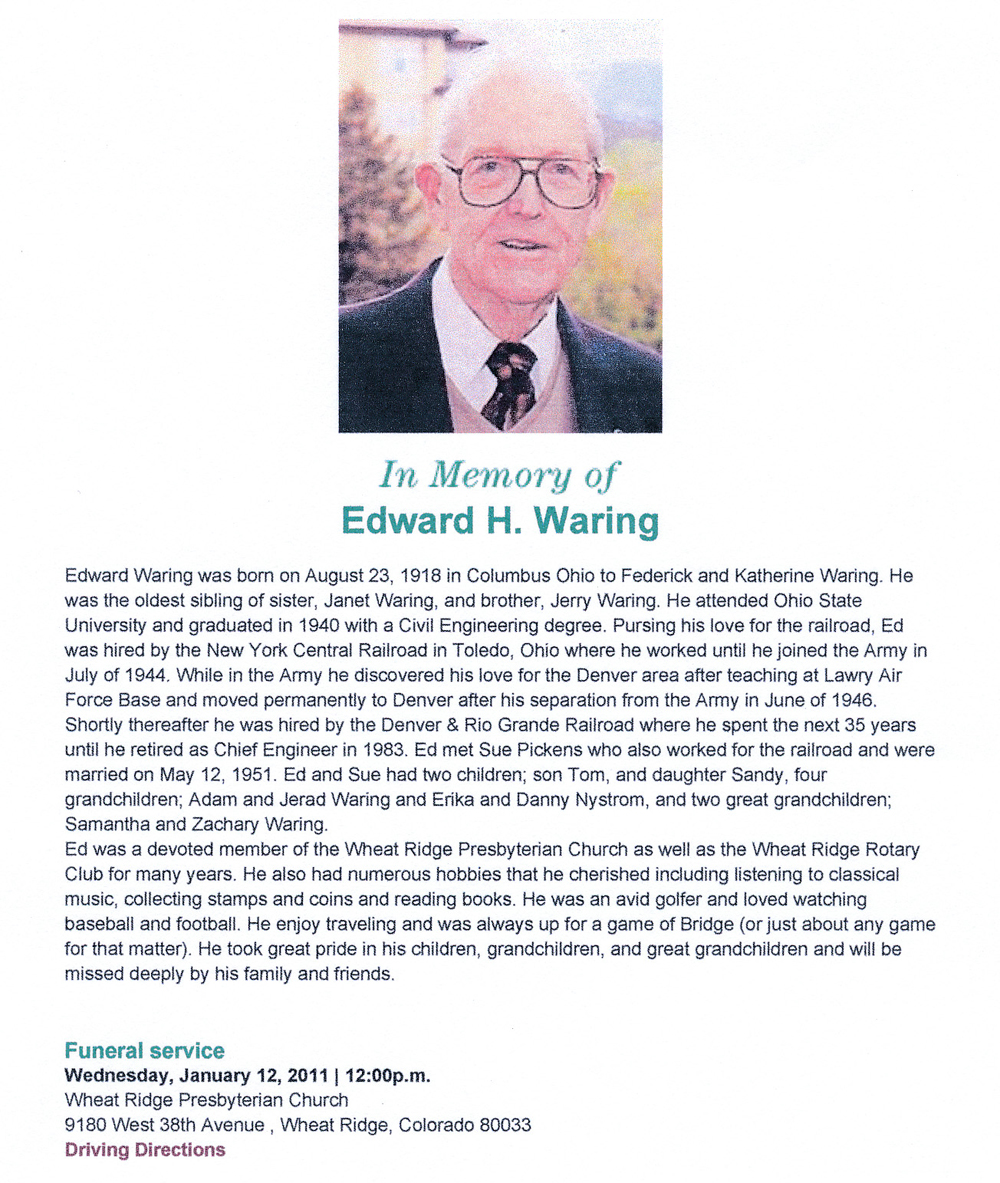 In Memory of
Edward H. Waring
Edward Waring was born on August 23, 1918 in Columbus Ohio to Federick and Katherine Waring. He
was the oldest sibling of sister, Janet Waring, and brother, Jerry Waring. He attended Ohio State
University and graduated in 1940 with a Civil Engineering degree. Pursing his love for the railroad, Ed
was hired by the New York Central Railroad in Toledo, Ohio where he worked until he joined the Army in
July of 1944. While in the Army he discovered his love for the Denver area after teaching at Lawry Air
Force Base and moved permanently to Denver after his separation from the Army in June of 1946.
Shortly thereafter he was hired by the Denver & Rio Grande Railroad where he spent the next 35 years
until he retired as Chief Engineer in 1983. Ed met Sue Pickens who also worked for the railroad and were
married on May 12, 1951. Ed and Sue had two children; son Tom, and daughter Sandy, four
grandchildren; Adam and Jerad Waring and Erika and Danny Nystrom, and two great grandchildren;
Samantha and Zachary Waring.
Ed was a devoted member of the Wheat Ridge Presbyterian Church as well as the Wheat Ridge Rotary
Club for many years. He also had numerous hobbies that he cherished including listening to classical
music, collecting stamps and coins and reading books. He was an avid golfer and loved watching
baseball and football. He enjoy traveling and was always up for a game of Bridge (or just about any game
for that matter). He took great pride in his children, grandchildren, and great grandchildren and will be
missed deeply by his family and friends.
Funeral service
Wednesday, January 12, 2011 | 12:00p.m.
Wheat Ridge Presbyterian Church
9180 West 38th Avenue , Wheat Ridge, Colorado 80033
Driving Directions